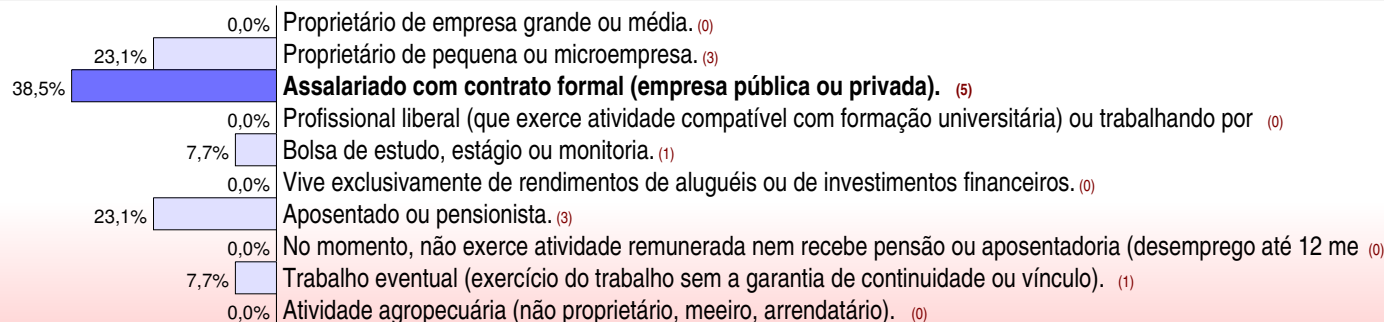 0,0% Proprietário de empresa grande ou média. (0)
23,1% Proprietário de pequena ou microempresa. (3)
38,5% Assalariado com contrato formal (empresa pública ou privada). (5)
0,0% Profissional liberal (que exerce atividade compatível com formação universitária) ou trabalhando por (0)
7,7% Bolsa de estudo, estágio ou monitoria. (1)
0,0% Vive exclusivamente de rendimentos de aluguéis ou de investimentos financeiros. (0)
23,1% Aposentado ou pensionista. (3)
0,0% No momento, não exerce atividade remunerada nem recebe pensão ou aposentadoria (desemprego até 12 me (0)
7,7% Trabalho eventual (exercício do trabalho sem a garantia de continuidade ou vínculo). (1)
0,0% Atividade agropecuária (não proprietário, meeiro, arrendatário). (0)